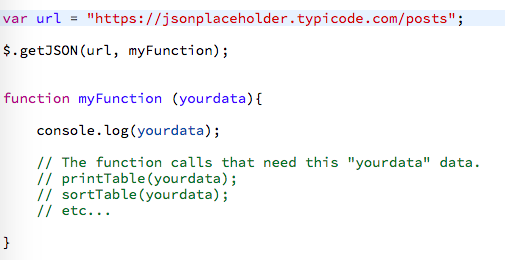 var url = "https://jsonplaceholder.typicode.com/posts";
$.getJSON(url, myFunction);
function myFunction (yourdata){
console.log(yourdata);
// The function calls that need this "yourdata" data.
// printTable(yourdata);
// sortTable(yourdata);
// etc...
}